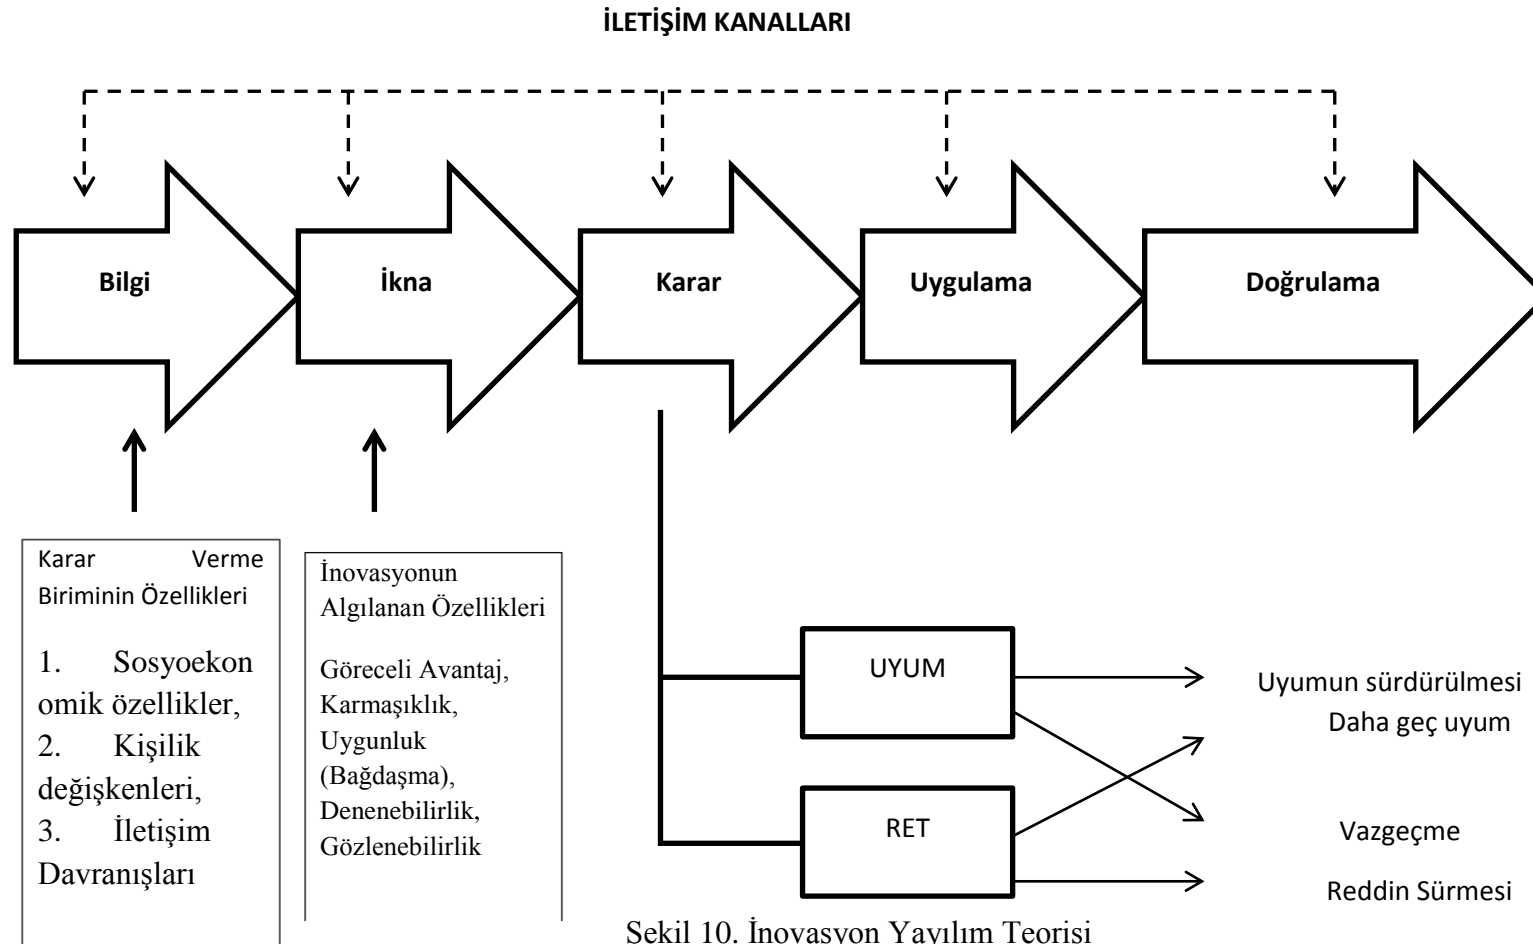 İLETİŞİM KANALLARI
Bilgi
İkna
Karar
Uygulama
Doğrulama
Karar Verme
Biriminin Özellikleri
1. Sosyoekon
omik özellikler,
2. Kişilik
değişkenleri,
3. İletişim
Davranışları
İnovasyonun
Algılanan Özellikleri
Göreceli Avantaj,
Karmaşıklık,
Uygunluk
(Bağdaşma),
Denenebilirlik,
Gözlenebilirlik
UYUM
RET
Uyumun sürdürülmesi
Daha geç uyum
Vazgeçme
Reddin Sürmesi
Şekil 10. İnovasyon Yayılım Teorisi